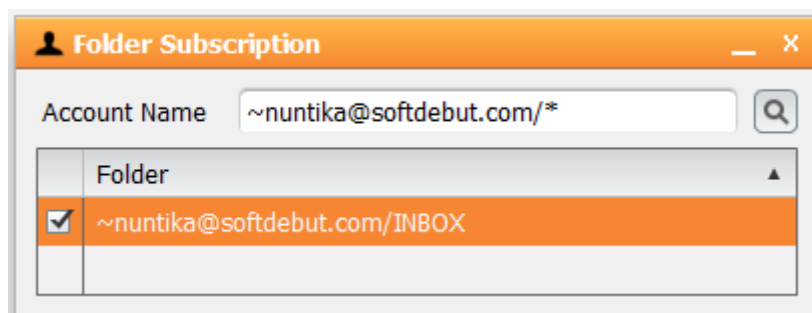 Folder Subscription
Account Name ~nuntika@softdebut.com/*
Folder
~nuntika@softdebut.com/INBOX